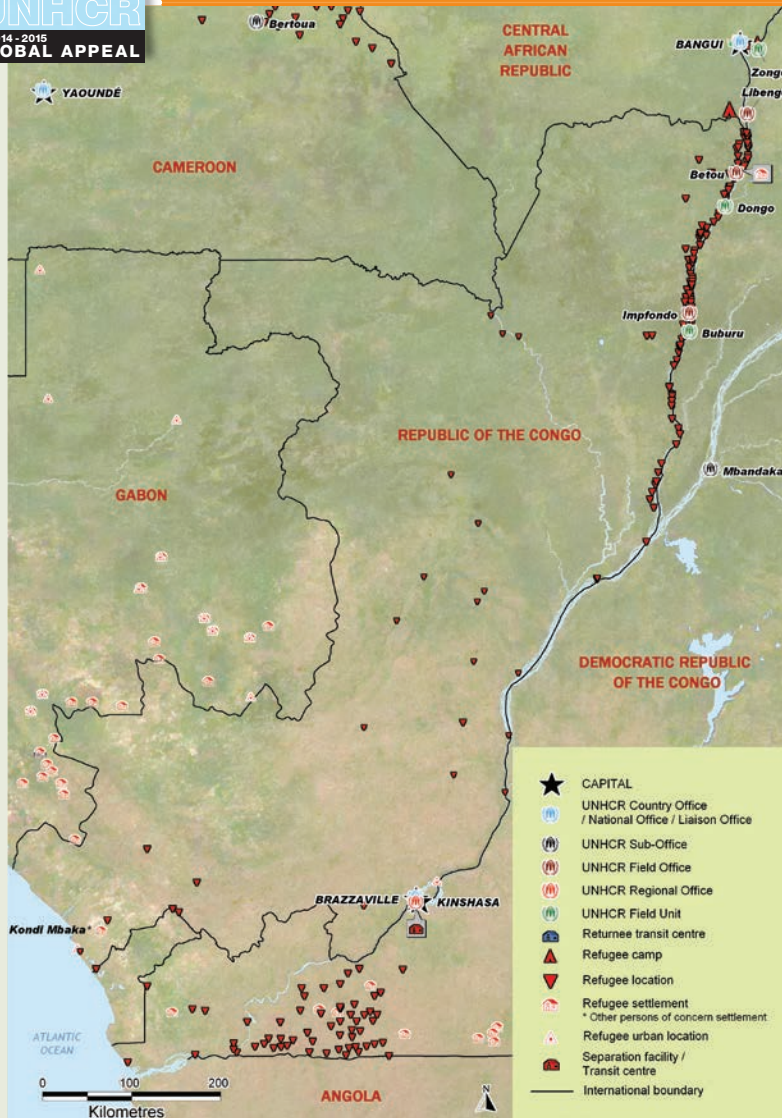 UNHCR
14 - 2015
OBAL APPEAL
Bertoua
CENTRAL
AFRICAN
REPUBLIC
BANGUI
Zong
Libeng
YAOUNDÉ
CAMEROON
Betou
Dongo
Impfondo
Buburu
REPUBLIC OF THE CONGO
Mbandaka
GABON
DEMOCRATIC REPUBLIC
OF THE CONGO
BRAZZAVILLE
KINSHASA
Kondi Mbaka*
ATLANTIC
OCEAN
ANGOLA
0 100 200
Kilometres
N
CAPITAL
UNHCR Country Office
/ National Office / Liaison Office
UNHCR Sub-Office
UNHCR Field Office
UNHCR Regional Office
UNHCR Field Unit
Returnee transit centre
Refugee camp
Refugee location
Refugee settlement
* Other persons of concern settlement
Refugee urban location
Separation facility /
Transit centre
International boundary